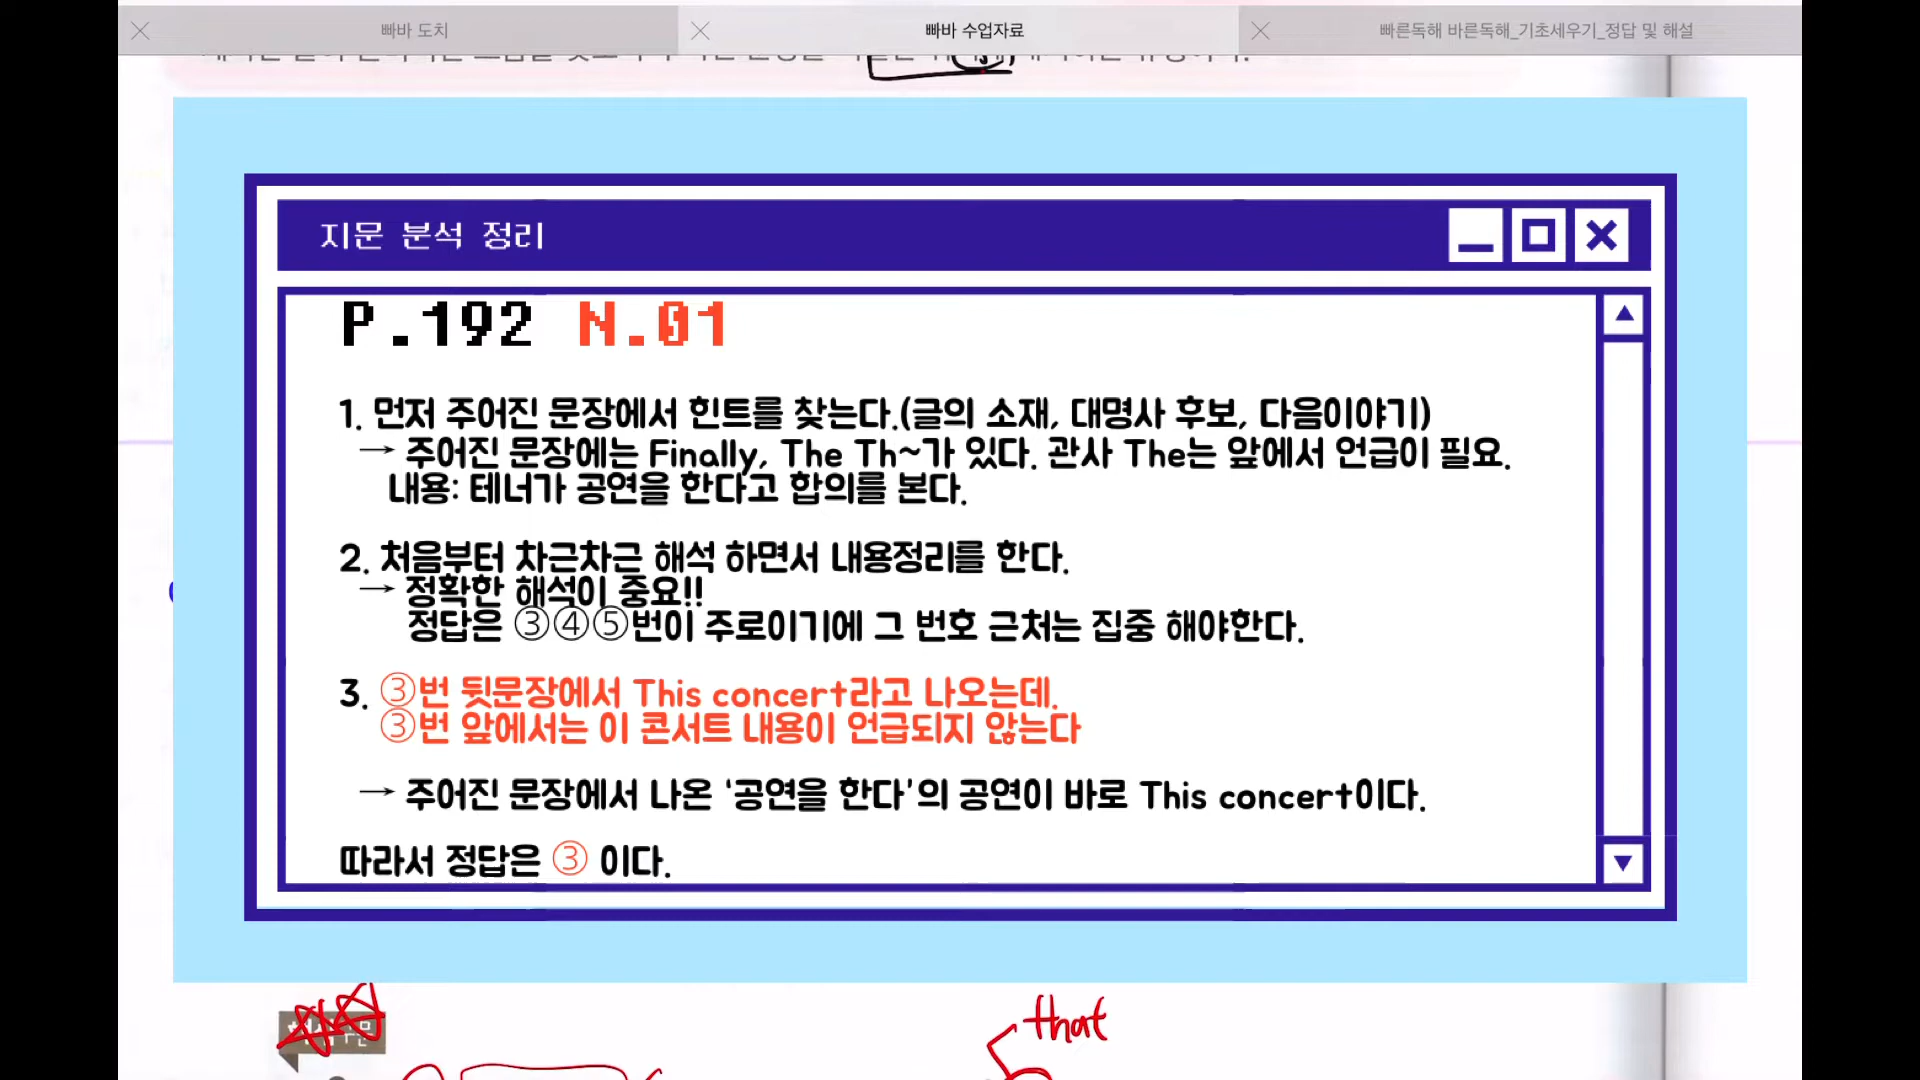 빠바 도치
빠바 수업자료
빠른독해 바른독해_기초세우기_정답 및 해설
지문 분석 정리
P.192 N.01
1. 먼저 주어진 문장에서 힌트를 찾는다.(글의 소재, 대명사 후보, 다음이야기)
→ 주어진 문장에는 Finally, The Th~가 있다. 관사 The는 앞에서 언급이 필요.
내용: 테너가 공연을 한다고 합의를 본다.
2. 처음부터 차근차근 해석 하면서 내용정리를 한다.
→ 정확한 해석이 중요!!
정답은 ③④⑤번이 주로이기에 그 번호 근처는 집중 해야한다.
3. ③번 뒷문장에서 This concert라고 나오는데.
③번 앞에서는 이 콘서트 내용이 언급되지 않는다
→ 주어진 문장에서 나온 '공연을 한다'의 공연이 바로 This concert이다.
따라서 정답은 ③ 이다.
that